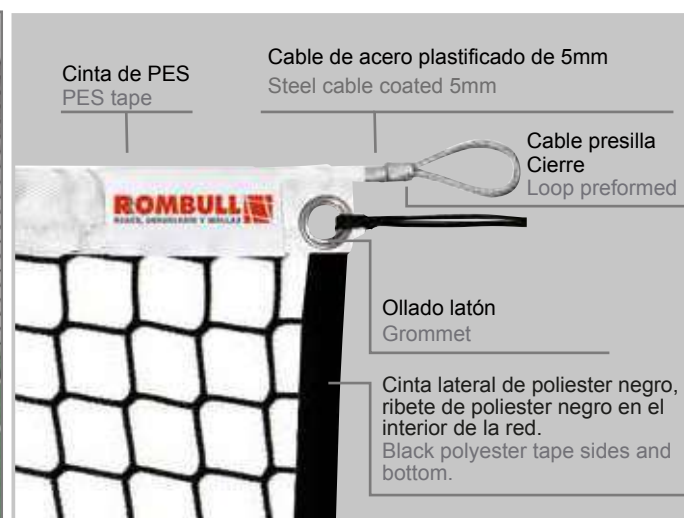 Cinta de PES
PES tape
Cable de acero plastificado de 5mm
Steel cable coated 5mm
Cable presilla
Cierre
Loop preformed
ROMBULL
Ollado latón
Grommet
Cinta lateral de poliester negro,
ribete de poliester negro en el
interior de la red.
Black polyester tape sides and
bottom.